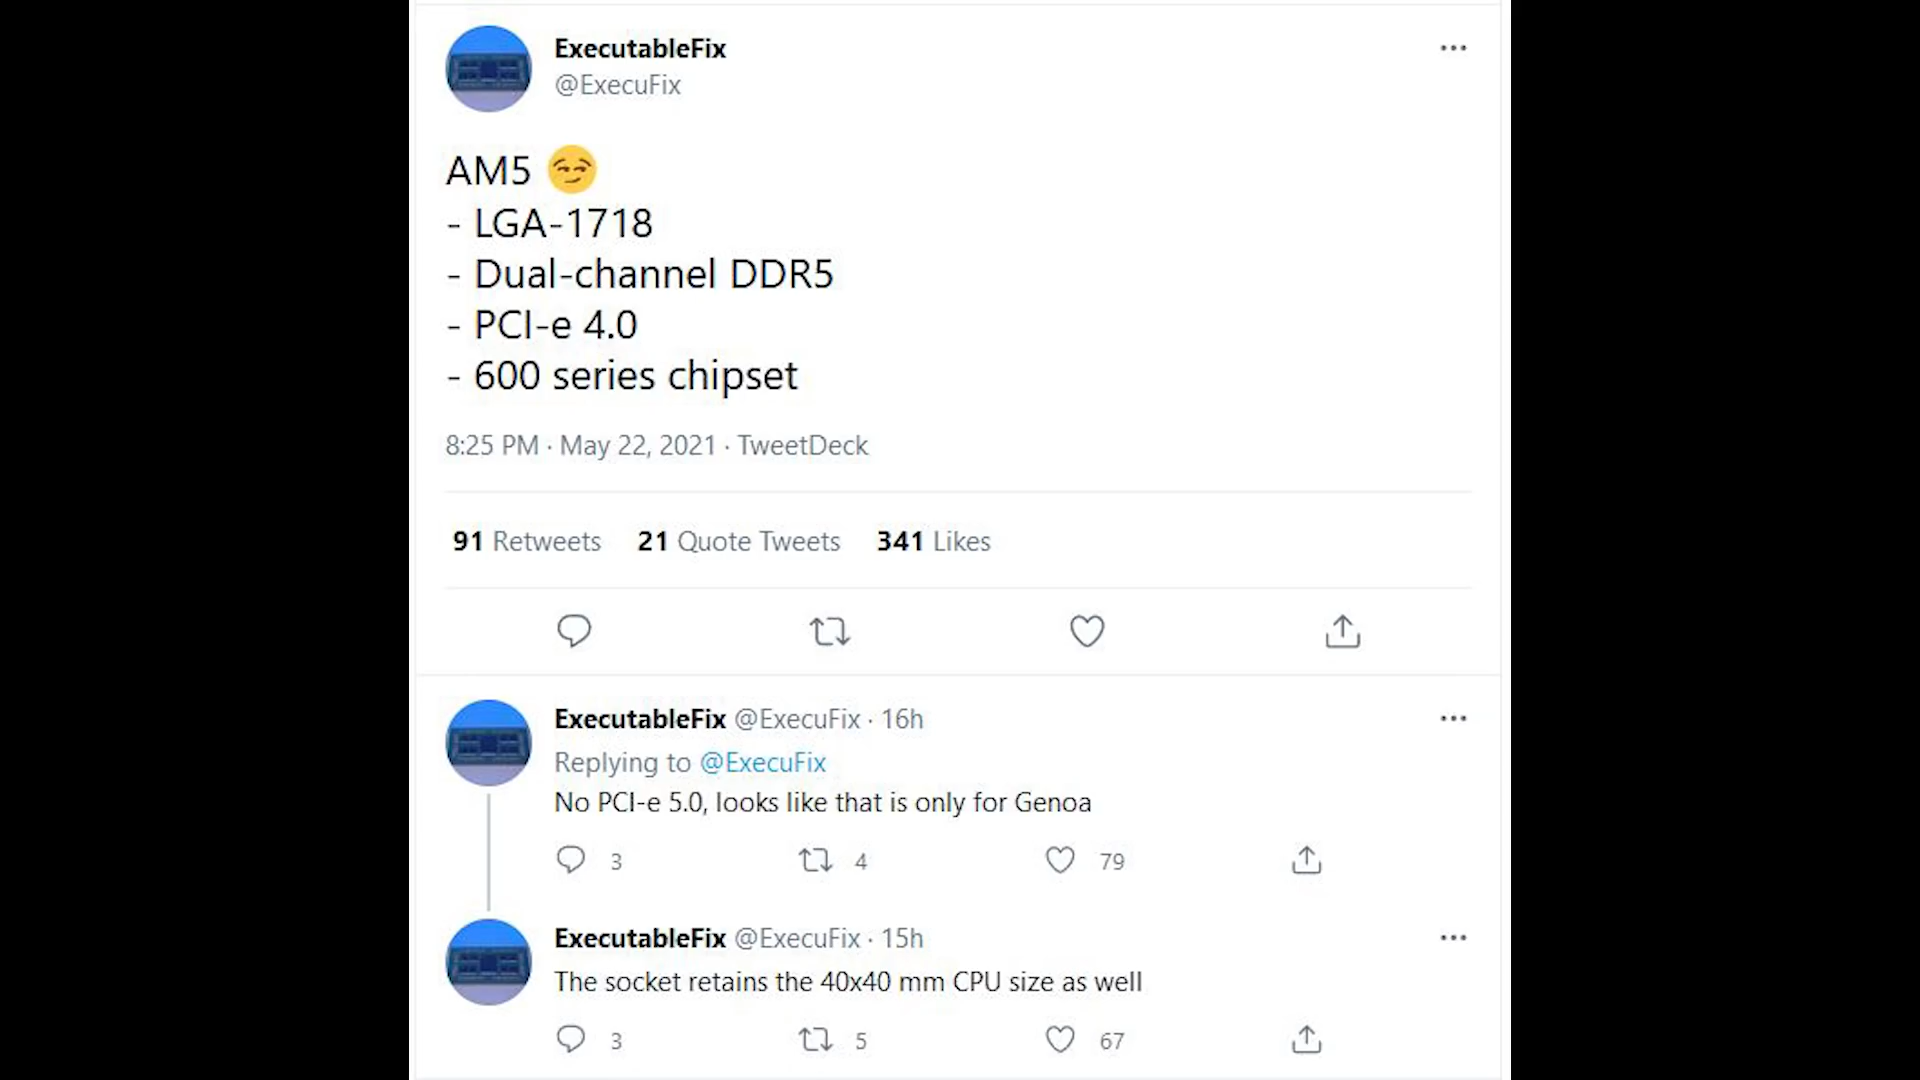 ExecutableFix
@ExecuFix
AM5 😏
- LGA-1718
- Dual-channel DDR5
- PCI-e 4.0
- 600 series chipset
8:25 PM · May 22, 2021 · TweetDeck
91 Retweets 21 Quote Tweets 341 Likes
ExecutableFix @ExecuFix · 16h
Replying to @ExecuFix
No PCI-e 5.0, looks like that is only for Genoa
3 4 79
ExecutableFix @ExecuFix · 15h
The socket retains the 40x40 mm CPU size as well
3 5 67